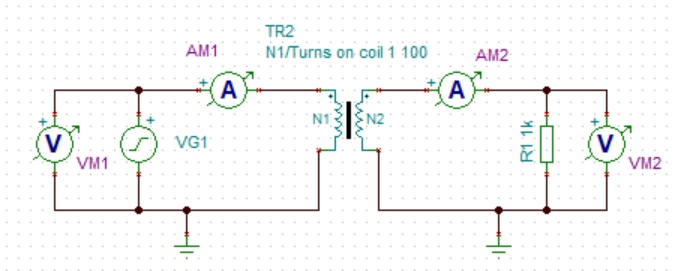 TR2
N1/Turns on coil 1 100
AM1
AM2
+
A
+
A
+
V
VM1
+
VG1
N1
N2
R1 1k
+
V
VM2